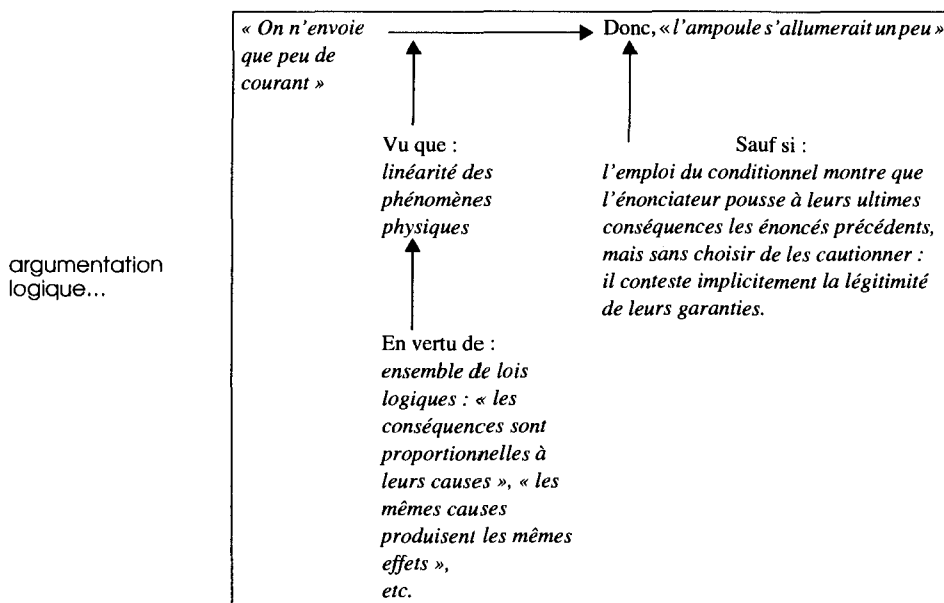 « On n'envoie
que peu de
courant »
Donc, « l'ampoule s'allumerait un peu »
Vu que :
linéarité des
phénomènes
physiques
Sauf si :
l'emploi du conditionnel montre que
l'énonciateur pousse à leurs ultimes
conséquences les énoncés précédents,
mais sans choisir de les cautionner :
il conteste implicitement la légitimité
de leurs garanties.
argumentation
logique...
En vertu de :
ensemble de lois
logiques : « les
conséquences sont
proportionnelles à
leurs causes », « les
mêmes causes
produisent les mêmes
effets »,
etc.